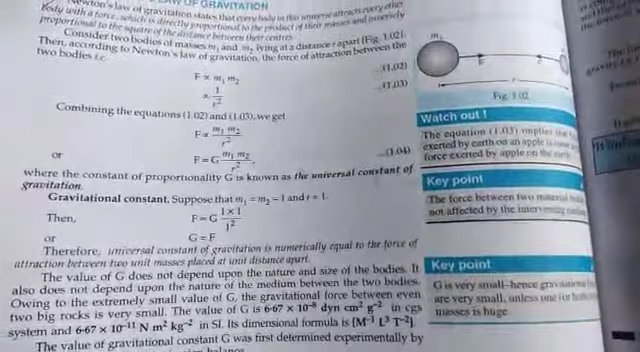 LAW OF GRAVITATION
Newton's law of gravitation states that every body in this universe attracts every other
body with a force, which is directly proportional to the product of their masses and inversely
proportional to the square of the distance between their centres.
Consider two bodies of masses m₁ and m₂ lying at a distance r apart (Fig. 1.02).
Then, according to Newton's law of gravitation, the force of attraction between the
two bodies i.e.
F ∝ m₁ m₂ ...(1.02)
∝ 1/r² ...(1.03)
Combining the equations (1.02) and (1.03), we get
F ∝ m₁ m₂/r²
or F = G m₁ m₂/r², ...(1.04)
where the constant of proportionality G is known as the universal constant of
gravitation.
Gravitational constant. Suppose that m₁ = m₂ = 1 and r = 1.
Then, F = G 1 × 1/1²
or G = F
Therefore, universal constant of gravitation is numerically equal to the force of
attraction between two unit masses placed at unit distance apart.
The value of G does not depend upon the nature and size of the bodies. It
also does not depend upon the nature of the medium between the two bodies.
Owing to the extremely small value of G, the gravitational force between even
two big rocks is very small. The value of G is 6·67 × 10⁻⁸ dyn cm² g⁻² in cgs
system and 6·67 × 10⁻¹¹ N m² kg⁻² in SI. Its dimensional formula is [M⁻¹ L³ T⁻²].
The value of gravitational constant G was first determined experimentally by
balance
m₁
F
r
Fig. 1.02
Watch out !
The equation (1.03) implies
exerted by earth on an apple is
force exerted by apple on the
Key point
The force between two
not affected by the intervening
Key point
G is very small-hence gravitational
are very small, unless one or both
masses is huge.